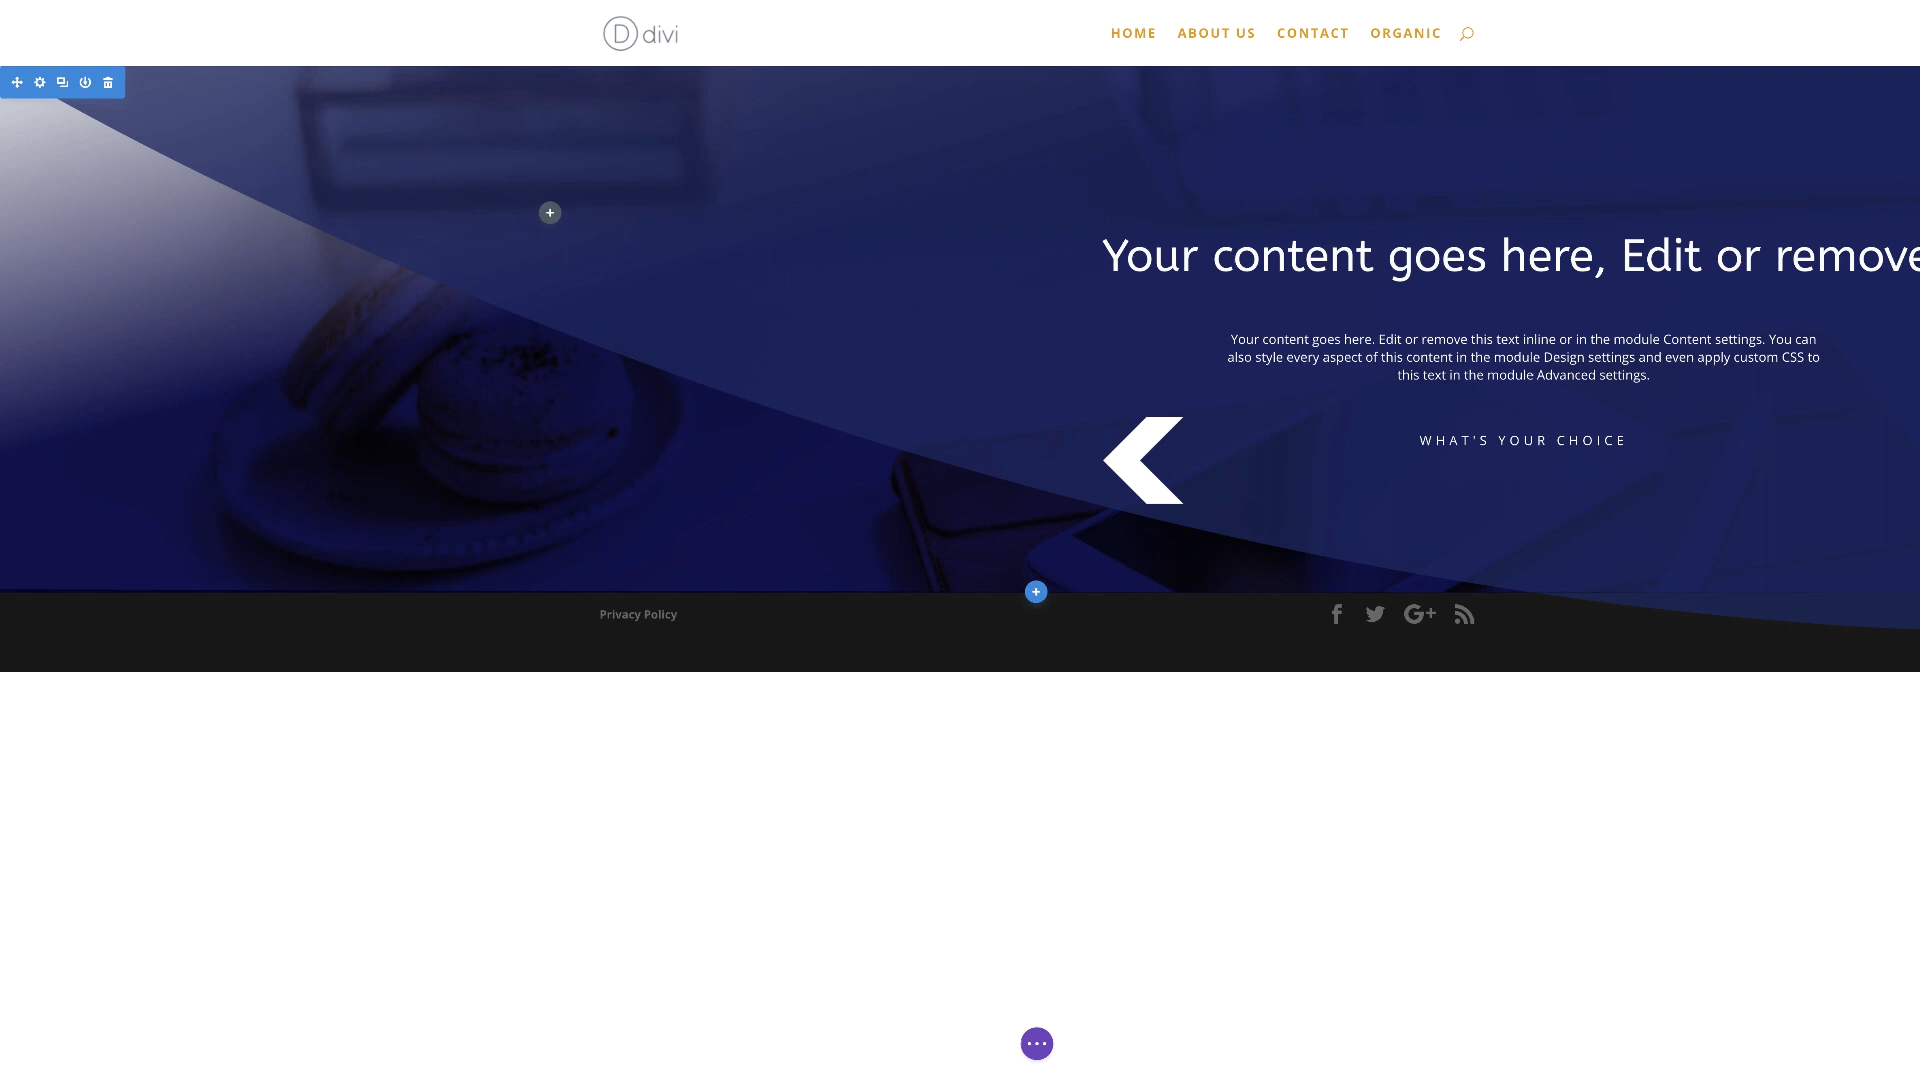 D divi
HOME ABOUT US CONTACT ORGANIC
Your content goes here, Edit or remove
Your content goes here. Edit or remove this text inline or in the module Content settings. You can
also style every aspect of this content in the module Design settings and even apply custom CSS to
this text in the module Advanced settings.
WHAT'S YOUR CHOICE
Privacy Policy